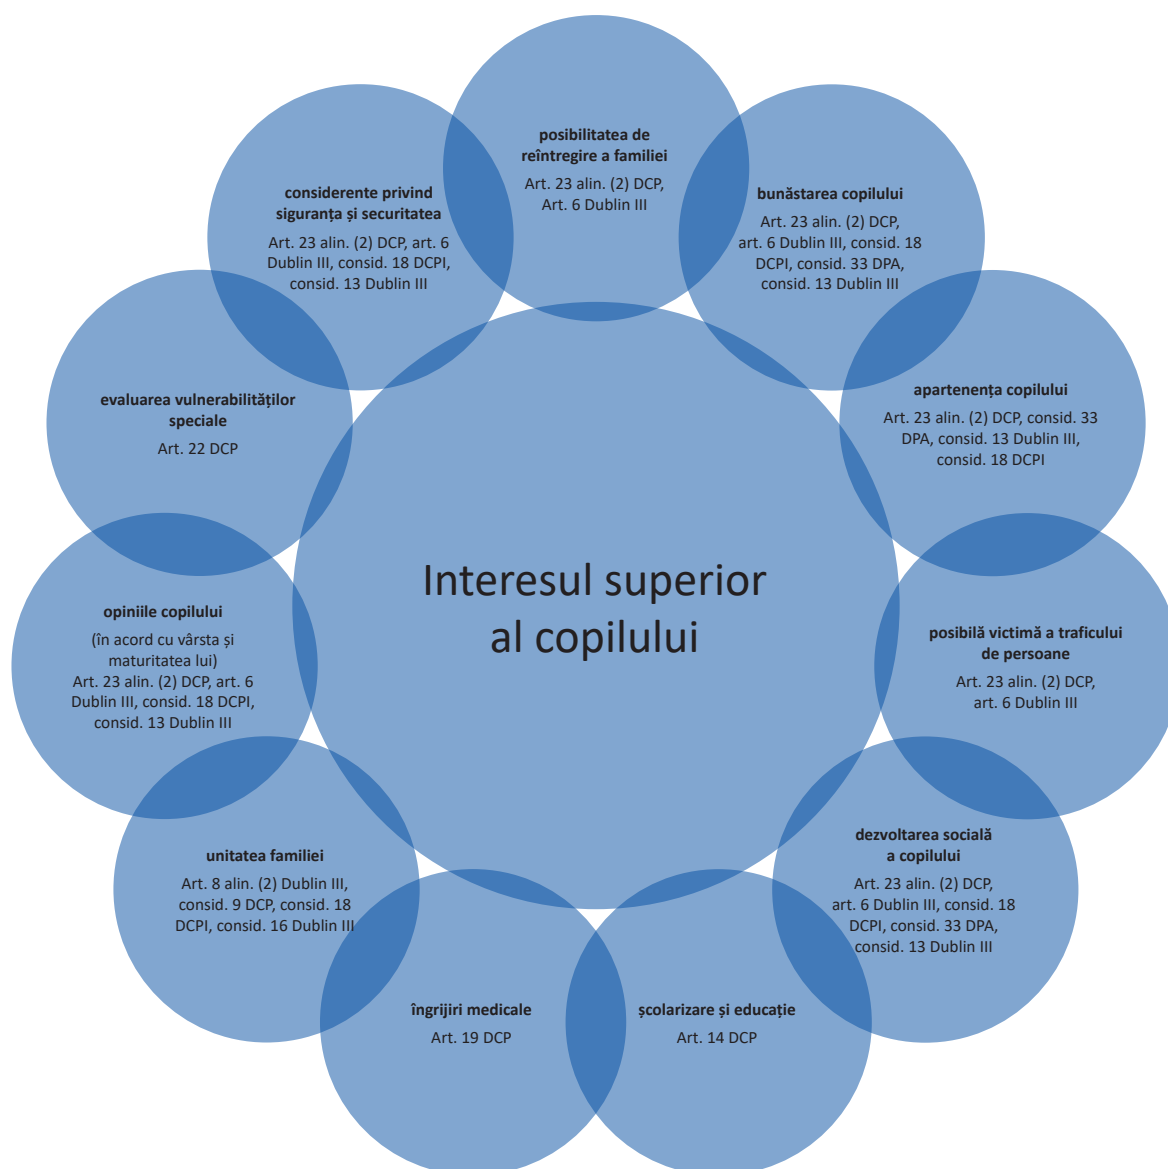 posibilitatea de
reîntregire a familiei
Art. 23 alin. (2) DCP,
Art. 6 Dublin III
bunăstarea copilului
Art. 23 alin. (2) DCP,
art. 6 Dublin III, consid. 18
DCPI, consid. 33 DPA,
consid. 13 Dublin III
apartenența copilului
Art. 23 alin. (2) DCP, consid. 33
DPA, consid. 13 Dublin III,
consid. 18 DCPI
posibilă victimă a traficului
de persoane
Art. 23 alin. (2) DCP,
art. 6 Dublin III
dezvoltarea socială
a copilului
Art. 23 alin. (2) DCP,
art. 6 Dublin III, consid. 18
DCPI, consid. 33 DPA,
consid. 13 Dublin III
școlarizare și educație
Art. 14 DCP
îngrijiri medicale
Art. 19 DCP
unitatea familiei
Art. 8 alin. (2) Dublin III,
consid. 9 DCP, consid. 18
DCPI, consid. 16 Dublin III
opiniile copilului
(în acord cu vârsta și
maturitatea lui)
Art. 23 alin. (2) DCP, art. 6
Dublin III, consid. 18 DCPI,
consid. 13 Dublin III
evaluarea vulnerabilităților
speciale
Art. 22 DCP
considerente privind
siguranța și securitatea
Art. 23 alin. (2) DCP, art. 6
Dublin III, consid. 18 DCPI,
consid. 13 Dublin III
Interesul superior
al copilului